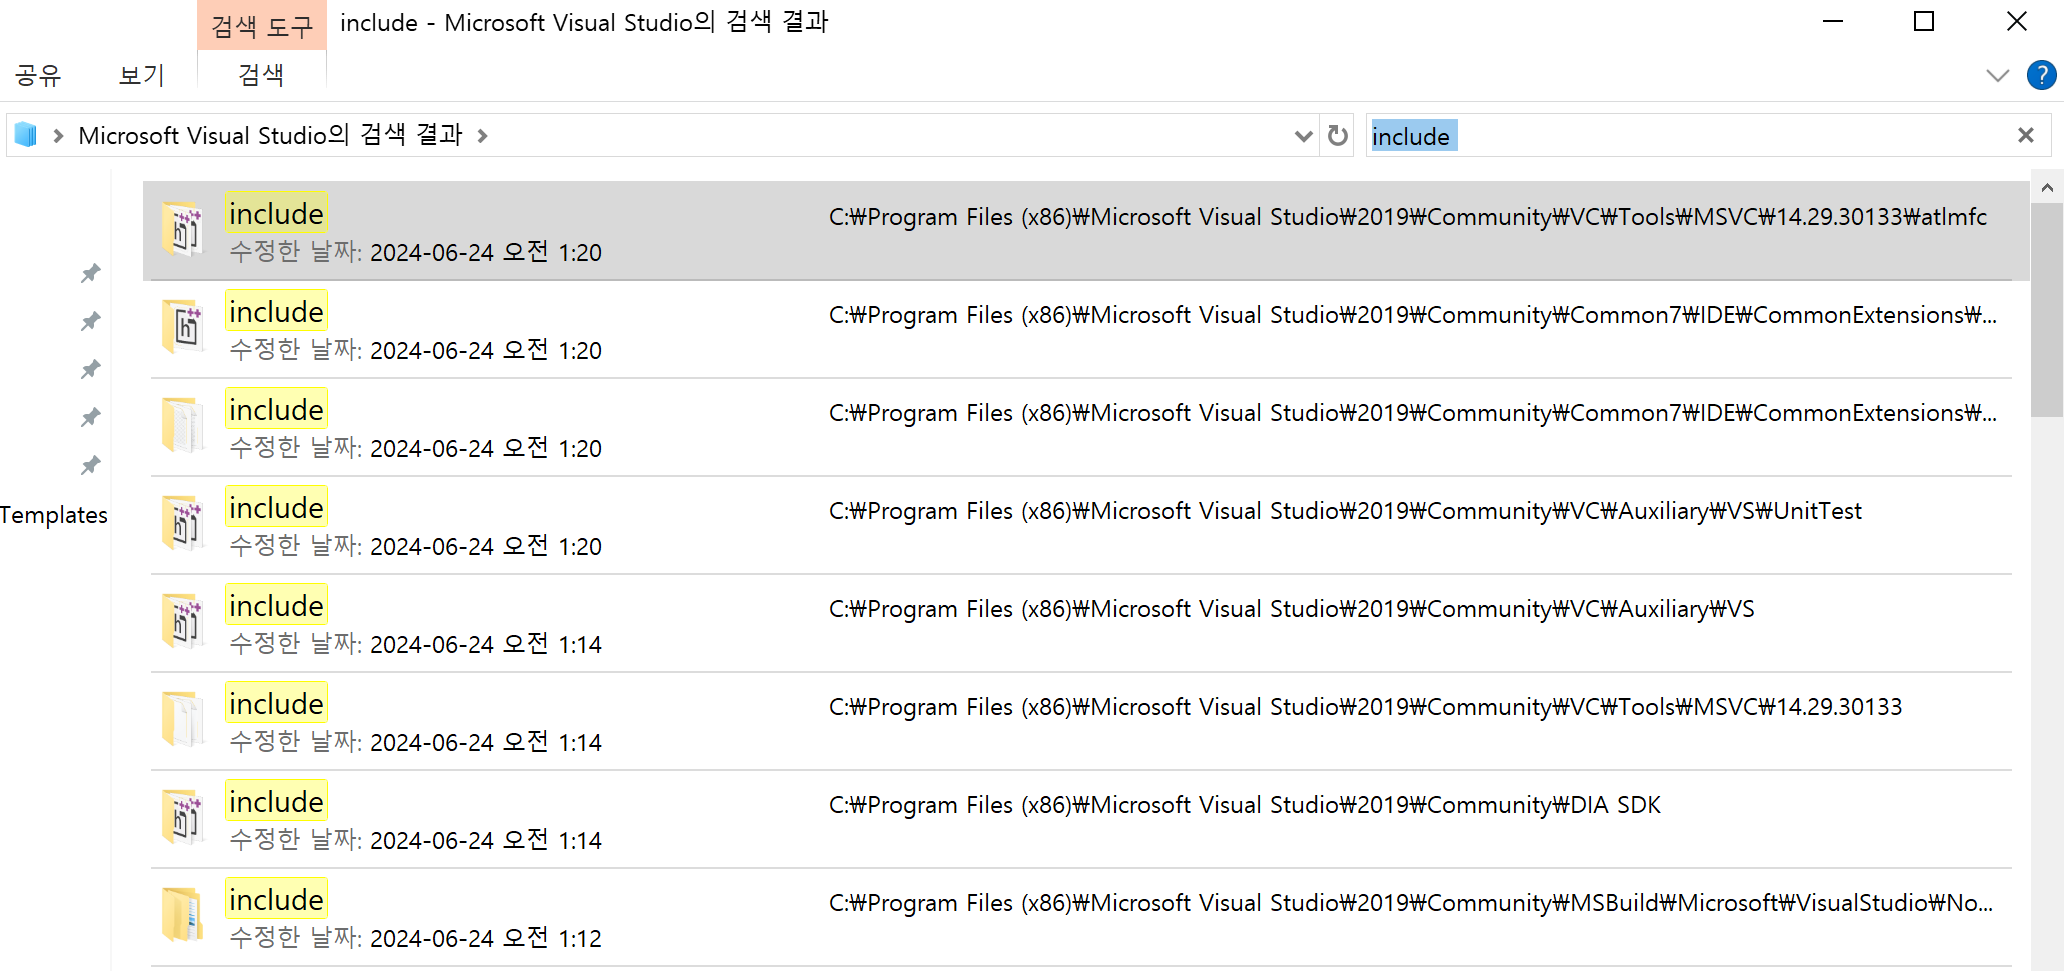 검색 도구
include - Microsoft Visual Studio의 검색 결과
공유 보기 검색
?
Microsoft Visual Studio의 검색 결과
include
include
C:₩Program Files (x86)₩Microsoft Visual Studio₩2019₩Community₩VC₩Tools₩MSVC₩14.29.30133₩atlmfc
수정한 날짜: 2024-06-24 오전 1:20
include
C:₩Program Files (x86)₩Microsoft Visual Studio₩2019₩Community₩Common7₩IDE₩CommonExtensions₩...
수정한 날짜: 2024-06-24 오전 1:20
include
C:₩Program Files (x86)₩Microsoft Visual Studio₩2019₩Community₩Common7₩IDE₩CommonExtensions₩...
수정한 날짜: 2024-06-24 오전 1:20
include
C:₩Program Files (x86)₩Microsoft Visual Studio₩2019₩Community₩VC₩Auxiliary₩VS₩UnitTest
수정한 날짜: 2024-06-24 오전 1:20
Templates
include
C:₩Program Files (x86)₩Microsoft Visual Studio₩2019₩Community₩VC₩Auxiliary₩VS
수정한 날짜: 2024-06-24 오전 1:14
include
C:₩Program Files (x86)₩Microsoft Visual Studio₩2019₩Community₩VC₩Tools₩MSVC₩14.29.30133
수정한 날짜: 2024-06-24 오전 1:14
include
C:₩Program Files (x86)₩Microsoft Visual Studio₩2019₩Community₩DIA SDK
수정한 날짜: 2024-06-24 오전 1:14
include
C:₩Program Files (x86)₩Microsoft Visual Studio₩2019₩Community₩MSBuild₩Microsoft₩VisualStudio₩No...
수정한 날짜: 2024-06-24 오전 1:12